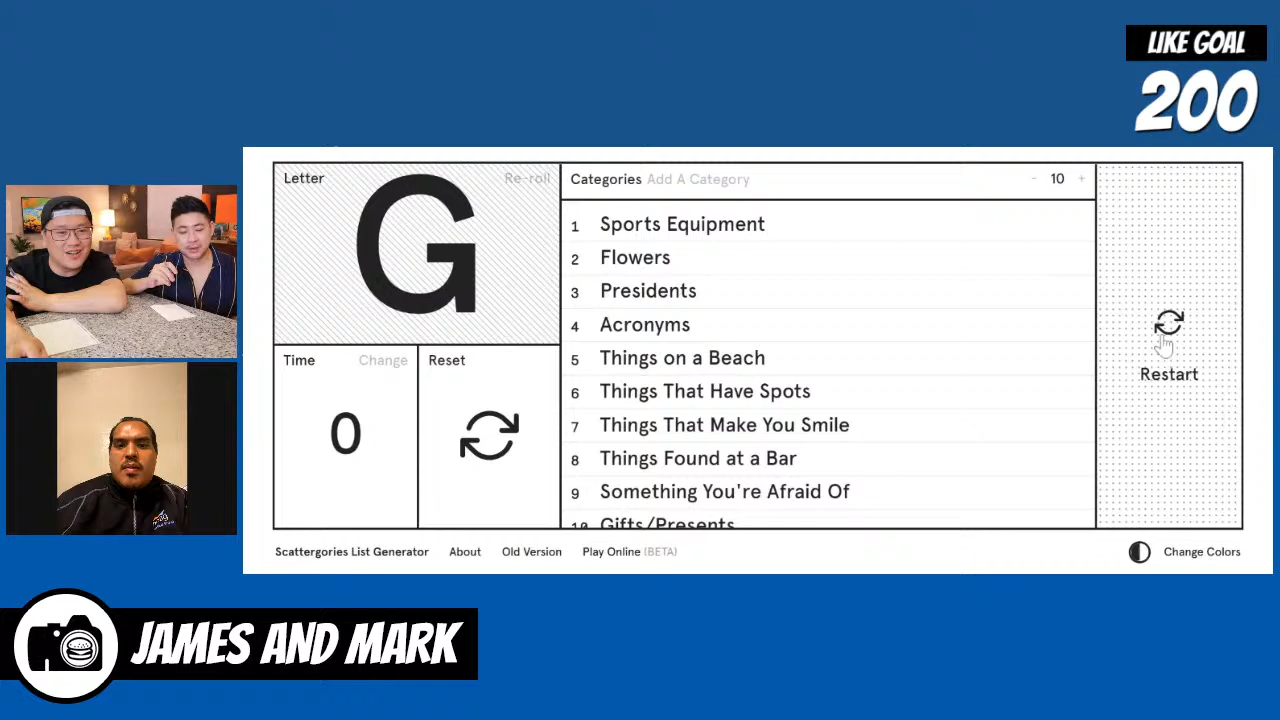 LIKE GOAL
200
Letter
Re-roll
G
Time
Change
0
Reset
Categories Add A Category
- 10 +
1 Sports Equipment
2 Flowers
3 Presidents
4 Acronyms
5 Things on a Beach
6 Things That Have Spots
7 Things That Make You Smile
8 Things Found at a Bar
9 Something You're Afraid Of
10 Gifts/Presents
Restart
Scattergories List Generator About Old Version Play Online (BETA)
Change Colors
JAMES AND MARK